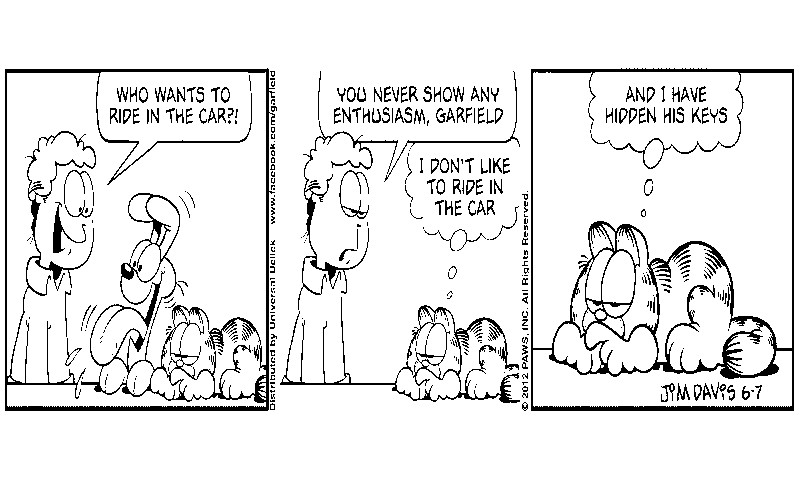 WHO WANTS TO
RIDE IN THE CAR?!
Distributed by Universal Uclick www.facebook.com/garfield
YOU NEVER SHOW ANY
ENTHUSIASM, GARFIELD
I DON'T LIKE
TO RIDE IN
THE CAR
© 2012 PAWS, INC. All Rights Reserved.
AND I HAVE
HIDDEN HIS KEYS
JIM DAVIS 6-7